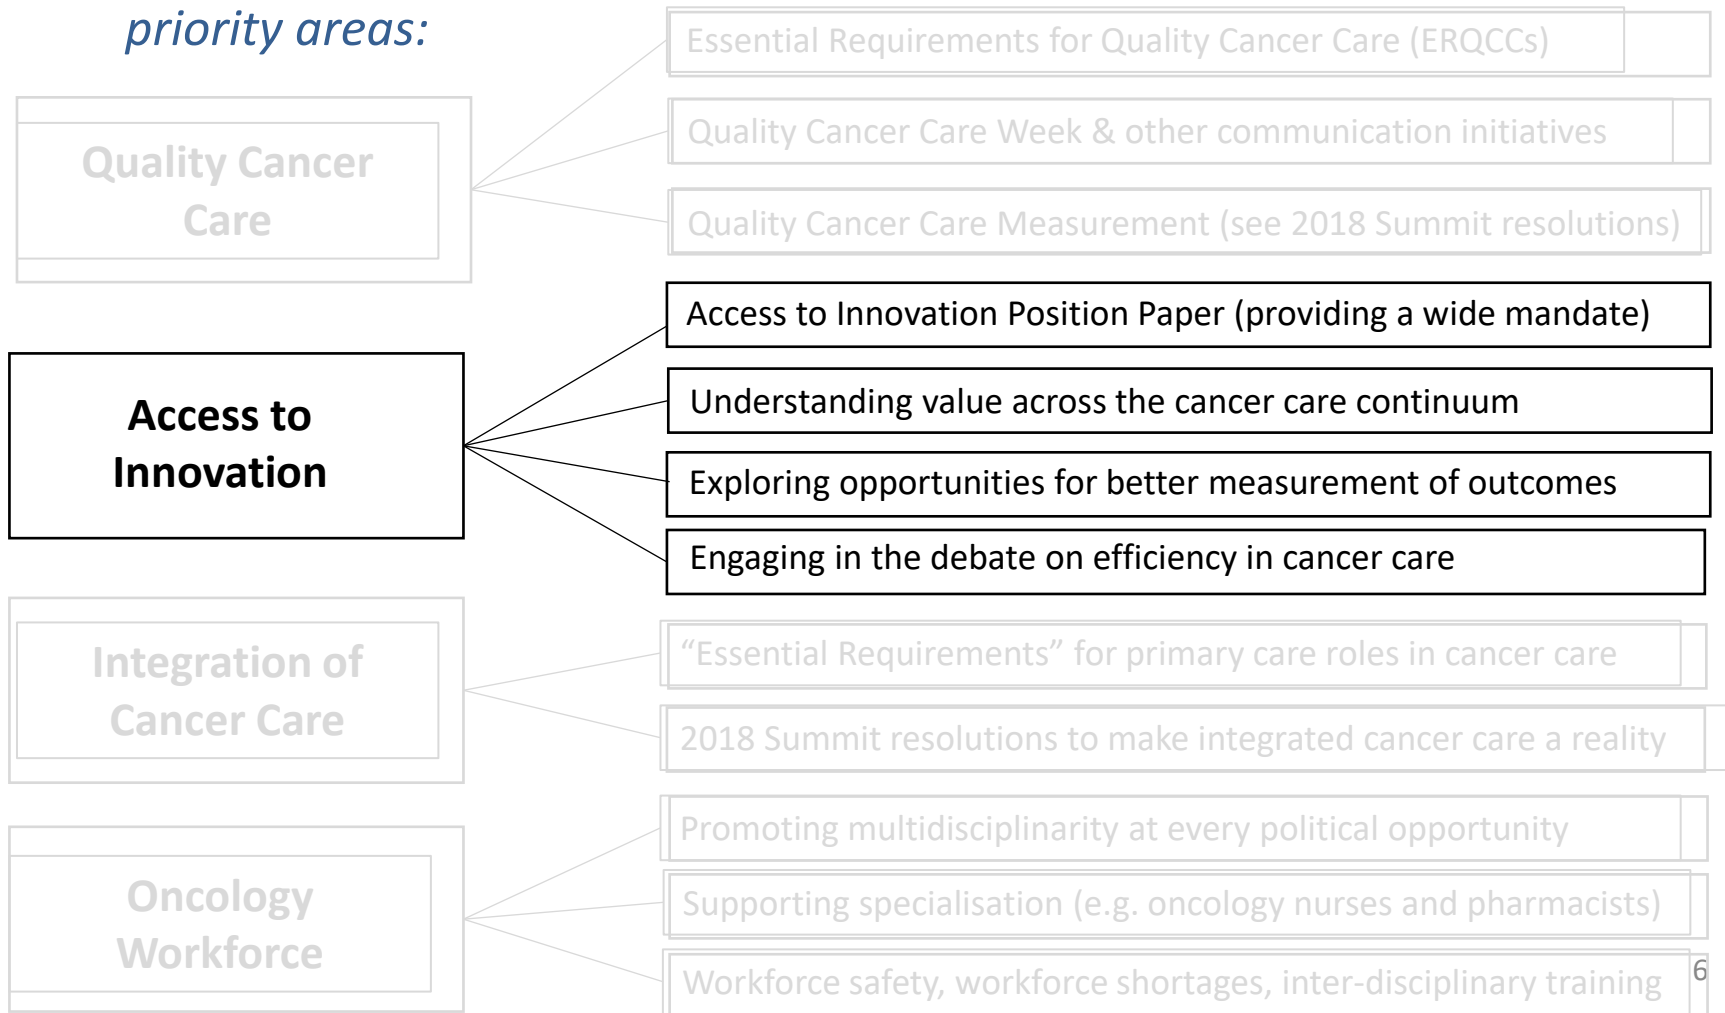 priority areas:
Quality Cancer
Care
Essential Requirements for Quality Cancer Care (ERQCCs)
Quality Cancer Care Week & other communication initiatives
Quality Cancer Care Measurement (see 2018 Summit resolutions)
Access to
Innovation
Access to Innovation Position Paper (providing a wide mandate)
Understanding value across the cancer care continuum
Exploring opportunities for better measurement of outcomes
Engaging in the debate on efficiency in cancer care
Integration of
Cancer Care
“Essential Requirements” for primary care roles in cancer care
2018 Summit resolutions to make integrated cancer care a reality
Oncology
Workforce
Promoting multidisciplinarity at every political opportunity
Supporting specialisation (e.g. oncology nurses and pharmacists)
Workforce safety, workforce shortages, inter-disciplinary training
6